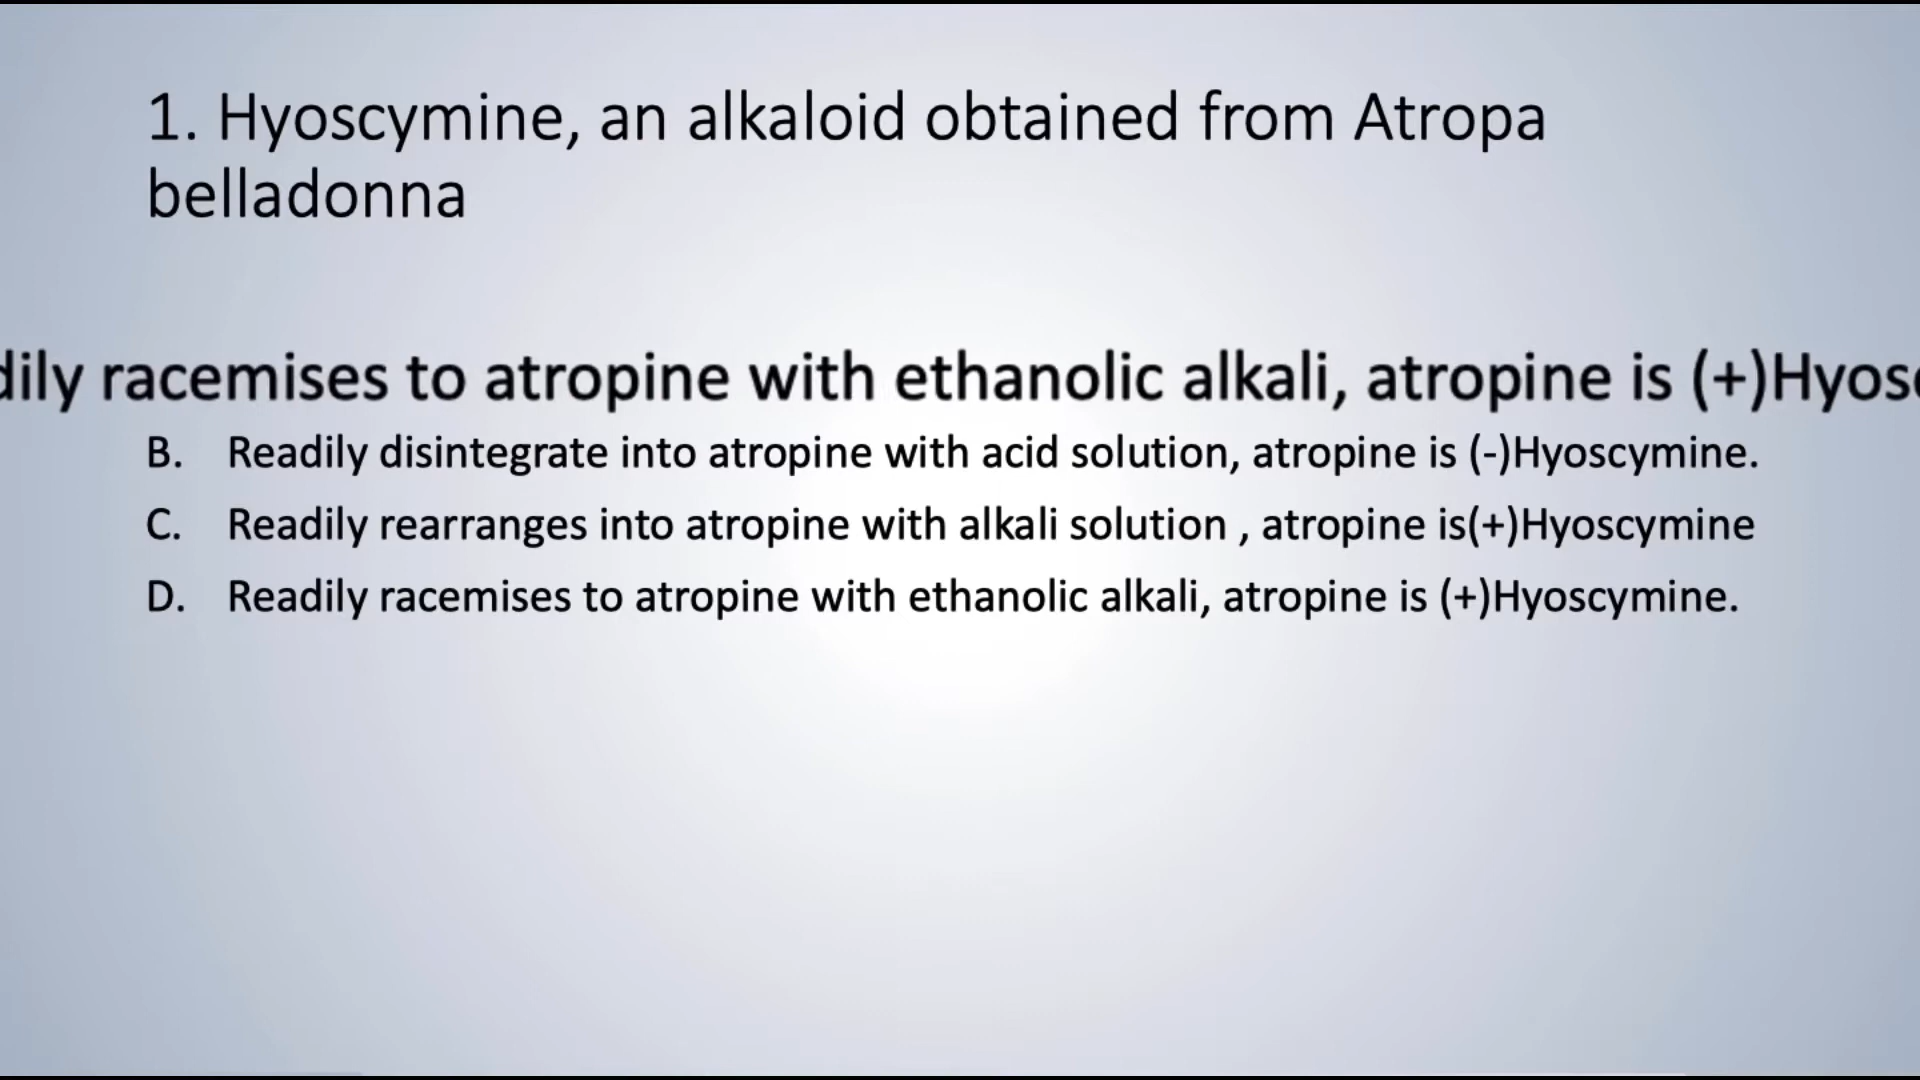 1. Hyoscymine, an alkaloid obtained from Atropa
belladonna
dily racemises to atropine with ethanolic alkali, atropine is (+)Hyosc
B. Readily disintegrate into atropine with acid solution, atropine is (-)Hyoscymine.
C. Readily rearranges into atropine with alkali solution , atropine is(+)Hyoscymine
D. Readily racemises to atropine with ethanolic alkali, atropine is (+)Hyoscymine.